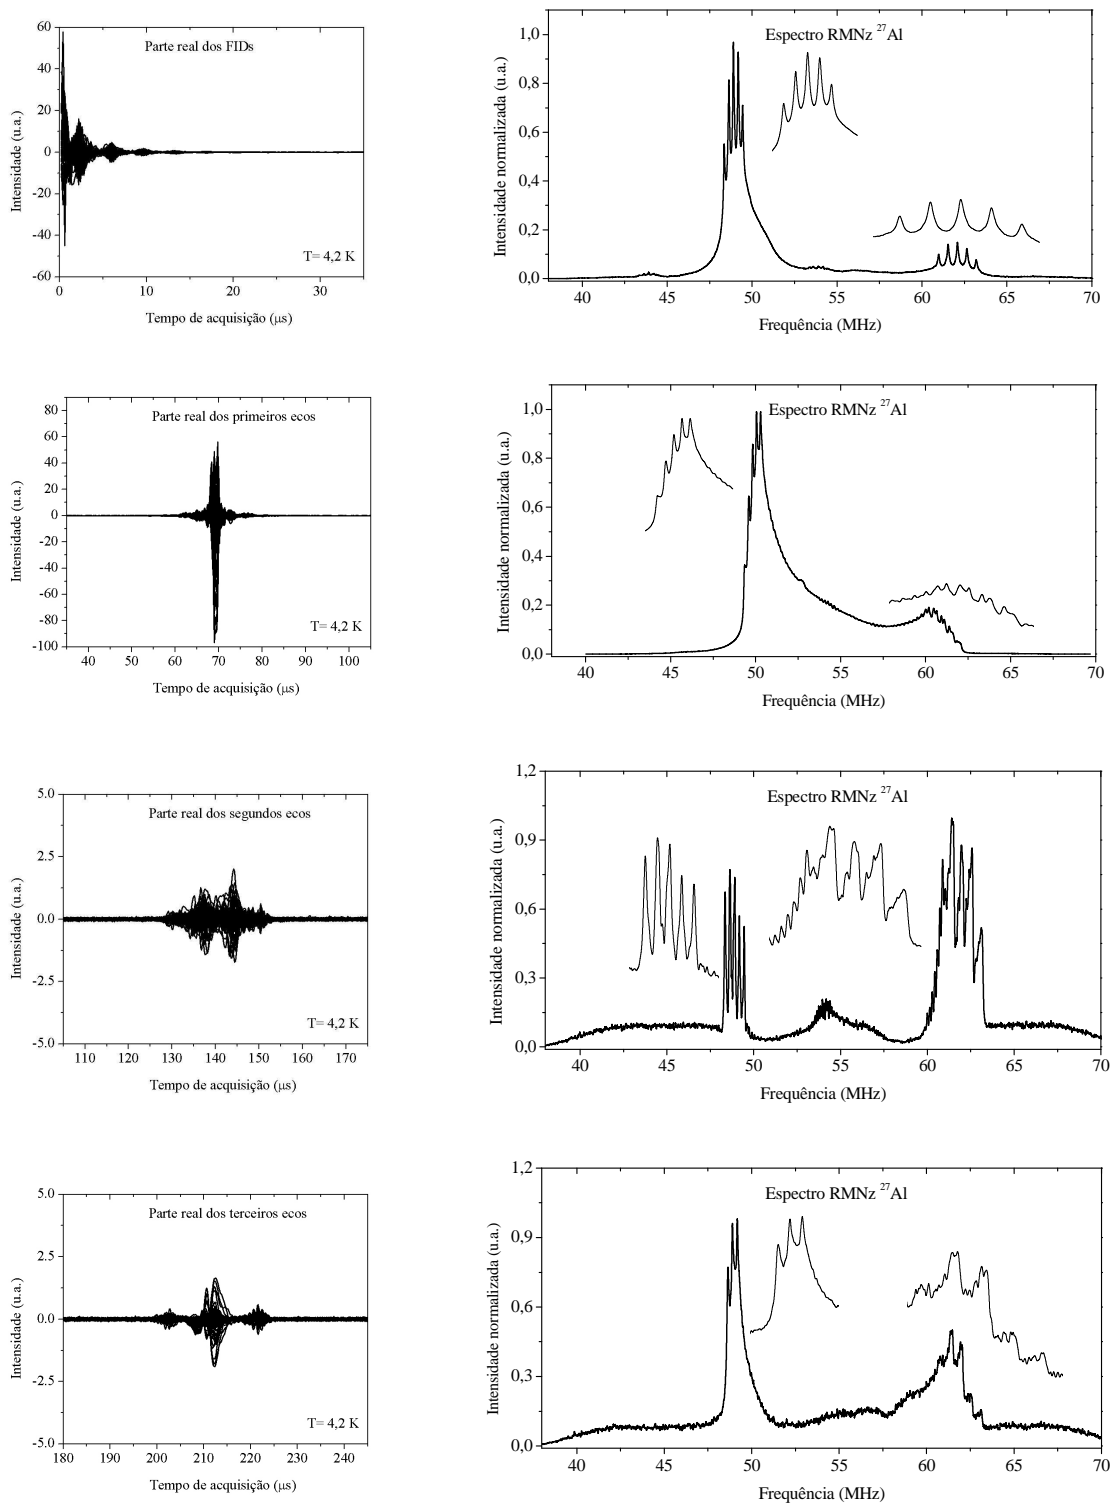 Parte real dos FIDs
Intensidade (u.a.)
60
40
20
0
-20
-40
-60
T= 4,2 K
0 10 20 30
Tempo de acquisição (μs)
Espectro RMNz ²⁷Al
Intensidade normalizada (u.a.)
1,0
0,8
0,6
0,4
0,2
0,0
40 45 50 55 60 65 70
Frequência (MHz)
Parte real dos primeiros ecos
Intensidade (u.a.)
80
60
40
20
0
-20
-40
-60
-80
-100
T= 4,2 K
40 50 60 70 80 90 100
Tempo de acquisição (μs)
Espectro RMNz ²⁷Al
Intensidade normalizada (u.a.)
1,0
0,8
0,6
0,4
0,2
0,0
40 45 50 55 60 65 70
Frequência (MHz)
Parte real dos segundos ecos
Intensidade (u.a.)
5.0
2.5
0.0
-2.5
-5.0
T= 4,2 K
110 120 130 140 150 160 170
Tempo de acquisição (μs)
Espectro RMNz ²⁷Al
Intensidade normalizada (u.a.)
1,2
0,9
0,6
0,3
0,0
40 45 50 55 60 65 70
Frequência (MHz)
Parte real dos terceiros ecos
Intensidade (u.a.)
5.0
2.5
0.0
-2.5
-5.0
T= 4,2 K
180 190 200 210 220 230 240
Tempo de acquisição (μs)
Espectro RMNz ²⁷Al
Intensidade normalizada (u.a.)
1,2
0,9
0,6
0,3
0,0
40 45 50 55 60 65 70
Frequência (MHz)